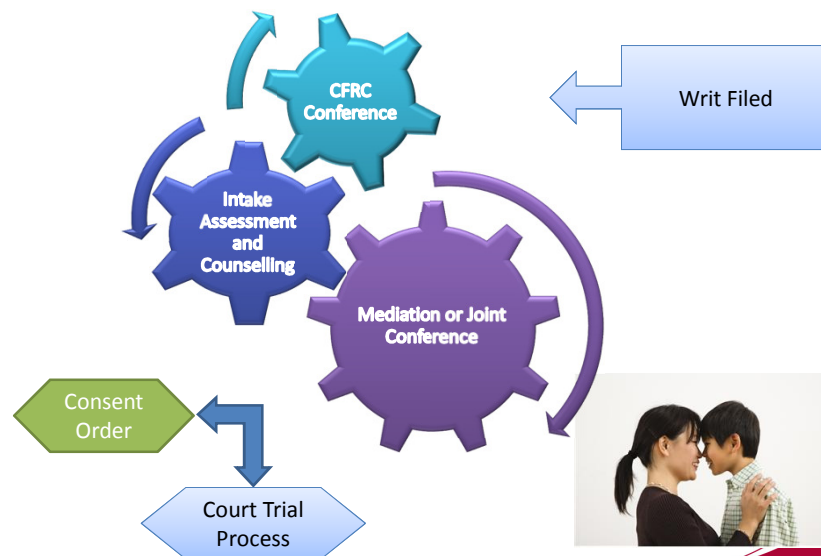 CFRC
Conference
Writ Filed
Intake
Assessment
and
Counselling
Mediation or Joint
Conference
Consent
Order
Court Trial
Process